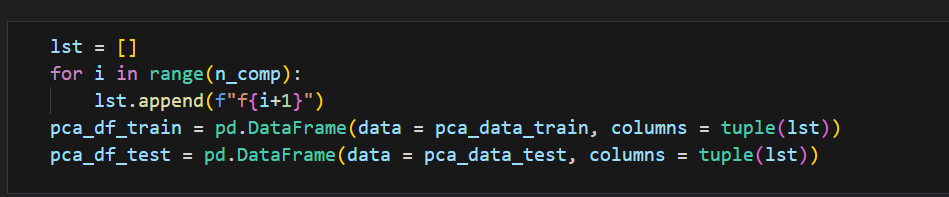 lst = []
for i in range(n_comp):
    lst.append(f"f{i+1}")
pca_df_train = pd.DataFrame(data = pca_data_train, columns = tuple(lst))
pca_df_test = pd.DataFrame(data = pca_data_test, columns = tuple(lst))